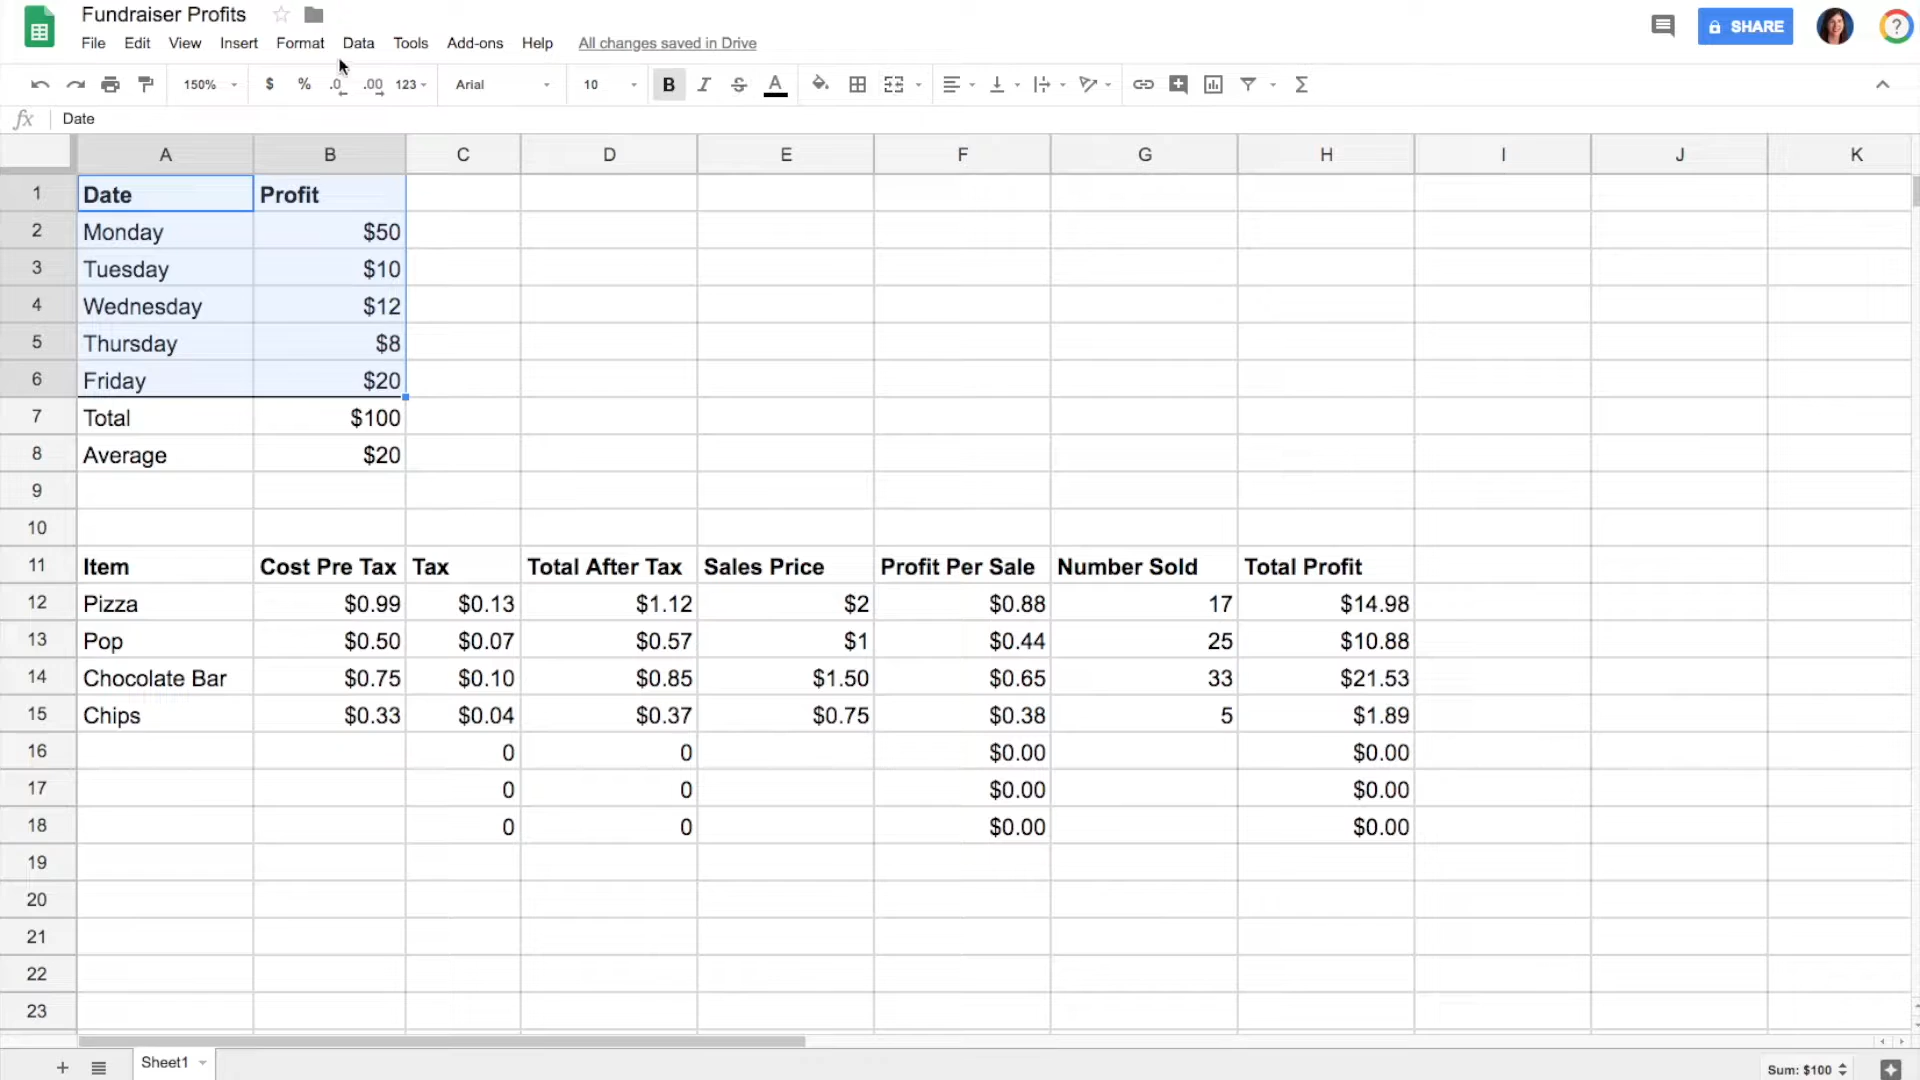 Fundraiser Profits
File Edit View Insert Format Data Tools Add-ons Help All changes saved in Drive
SHARE
?
150% $ % .0 .00 123 Arial 10 B I S A Σ
fx Date
A B C D E F G H I J K
1 Date Profit
2 Monday $50
3 Tuesday $10
4 Wednesday $12
5 Thursday $8
6 Friday $20
7 Total $100
8 Average $20
9
10
11 Item Cost Pre Tax Tax Total After Tax Sales Price Profit Per Sale Number Sold Total Profit
12 Pizza $0.99 $0.13 $1.12 $2 $0.88 17 $14.98
13 Pop $0.50 $0.07 $0.57 $1 $0.44 25 $10.88
14 Chocolate Bar $0.75 $0.10 $0.85 $1.50 $0.65 33 $21.53
15 Chips $0.33 $0.04 $0.37 $0.75 $0.38 5 $1.89
16 0 0 $0.00 $0.00
17 0 0 $0.00 $0.00
18 0 0 $0.00 $0.00
19
20
21
22
23
+ Sheet1 Sum: $100